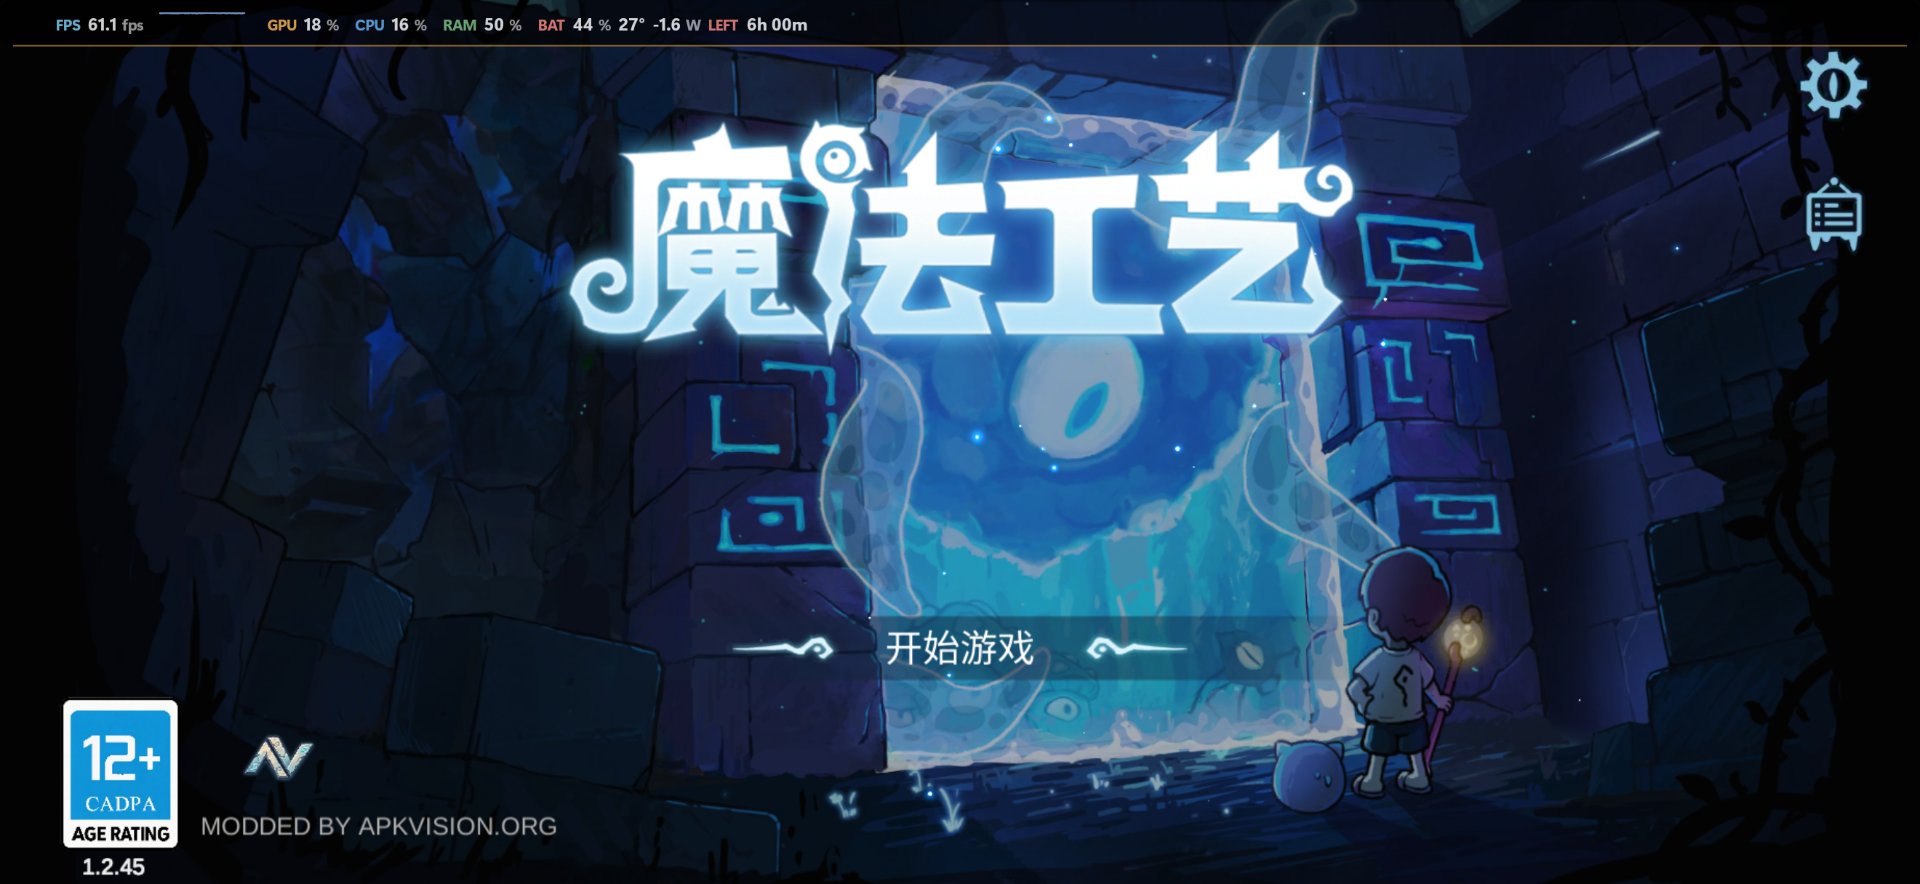 FPS 61.1 fps GPU 18 % CPU 16 % RAM 50 % BAT 44 % 27° -1.6 W LEFT 6h 00m
魔法工艺
开始游戏
12+
CADPA
AGE RATING
MODDED BY APKVISION.ORG
1.2.45